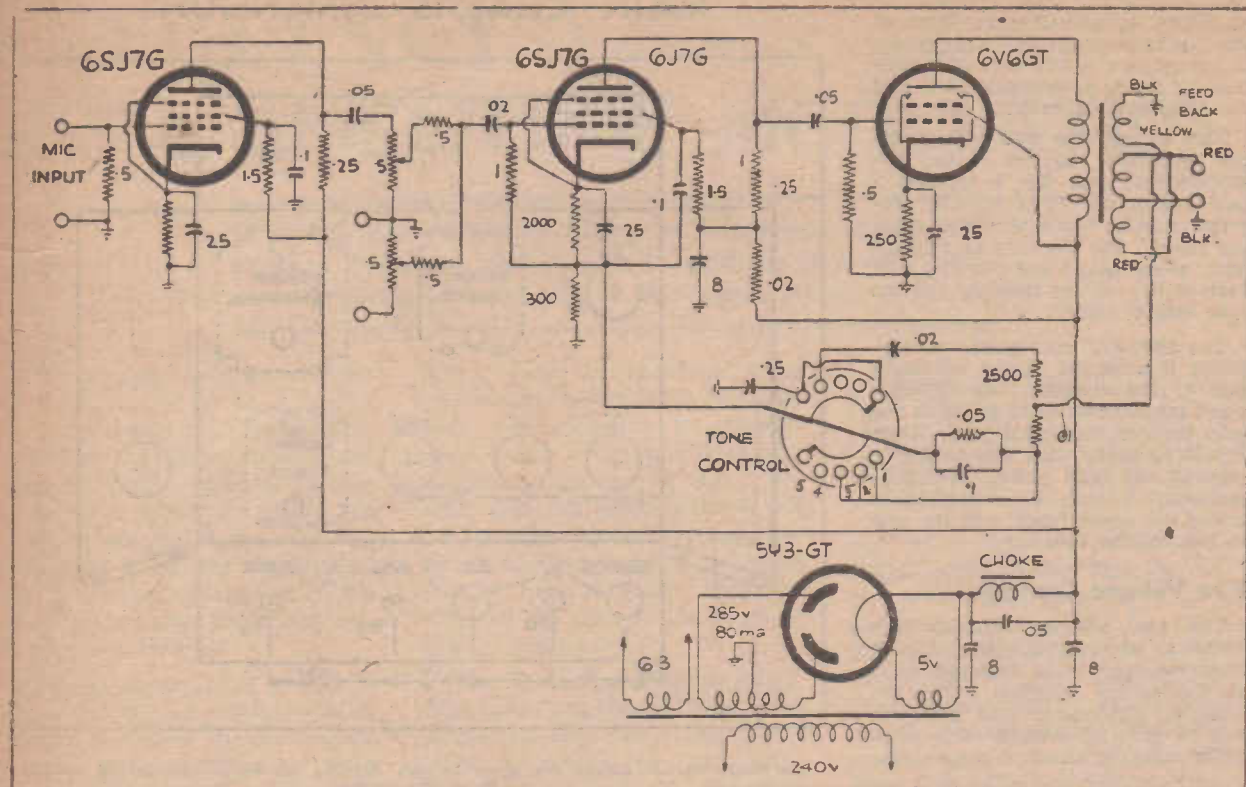 6SJ7G
6SJ7G
6J7G
6V6GT
MIC
INPUT
.5
25
1.5
.1
.25
.05
.5
.5
.5
.5
.02
1
2000
300
25
.1
1.5
8
1
.25
.02
.05
.5
250
25
BLK
FEED
BACK
YELLOW
RED
BLK.
RED
.25
.02
2500
.05
.1
TONE
CONTROL
5
4
3
2
1
5Y3-GT
CHOKE
285v
80ma
6.3
5v
.05
8
8
240v